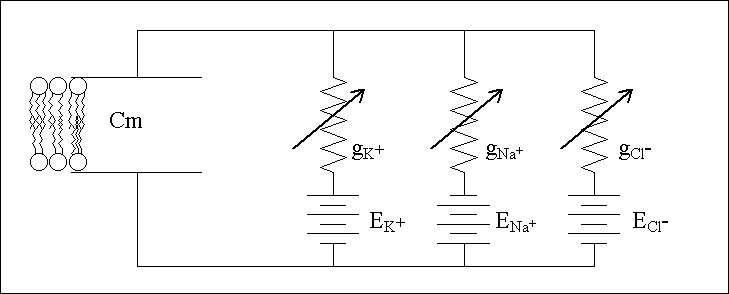 Cm
gK+
gNa+
gCl-
EK+
ENa+
ECl-